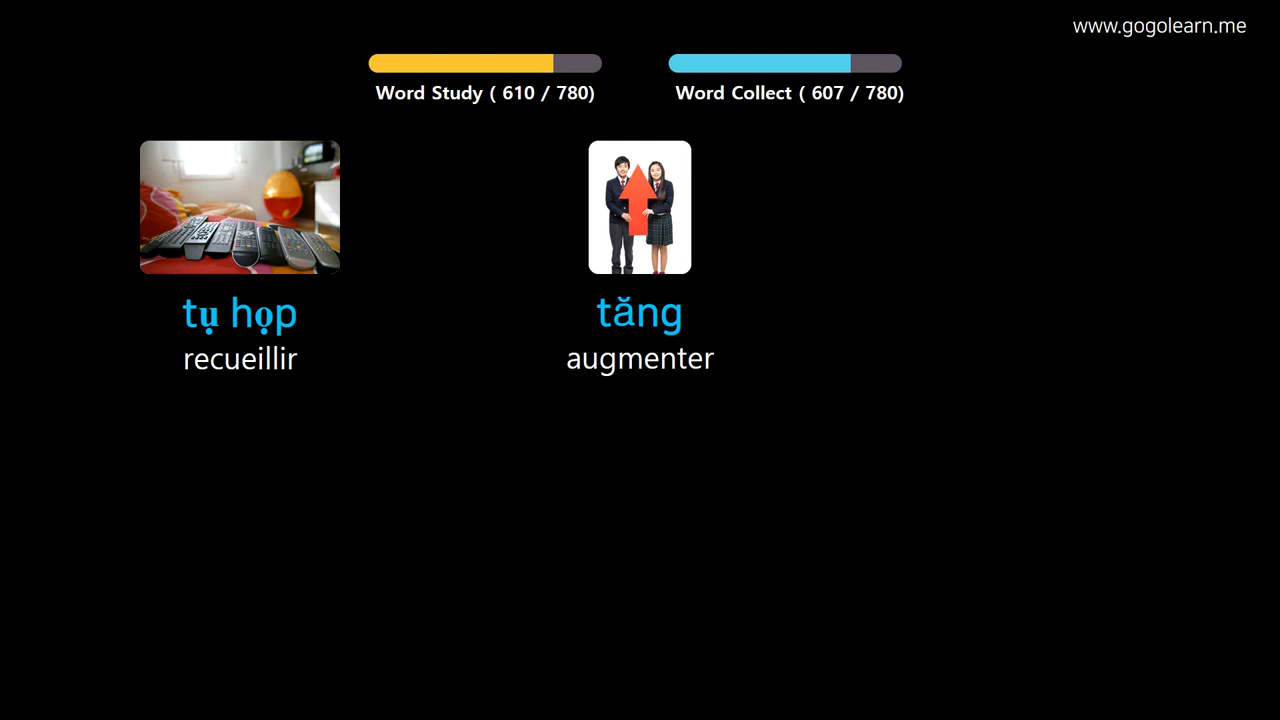 www.gogolearn.me
Word Study ( 610 / 780)
Word Collect ( 607 / 780)
tụ họp
recueillir
tăng
augmenter